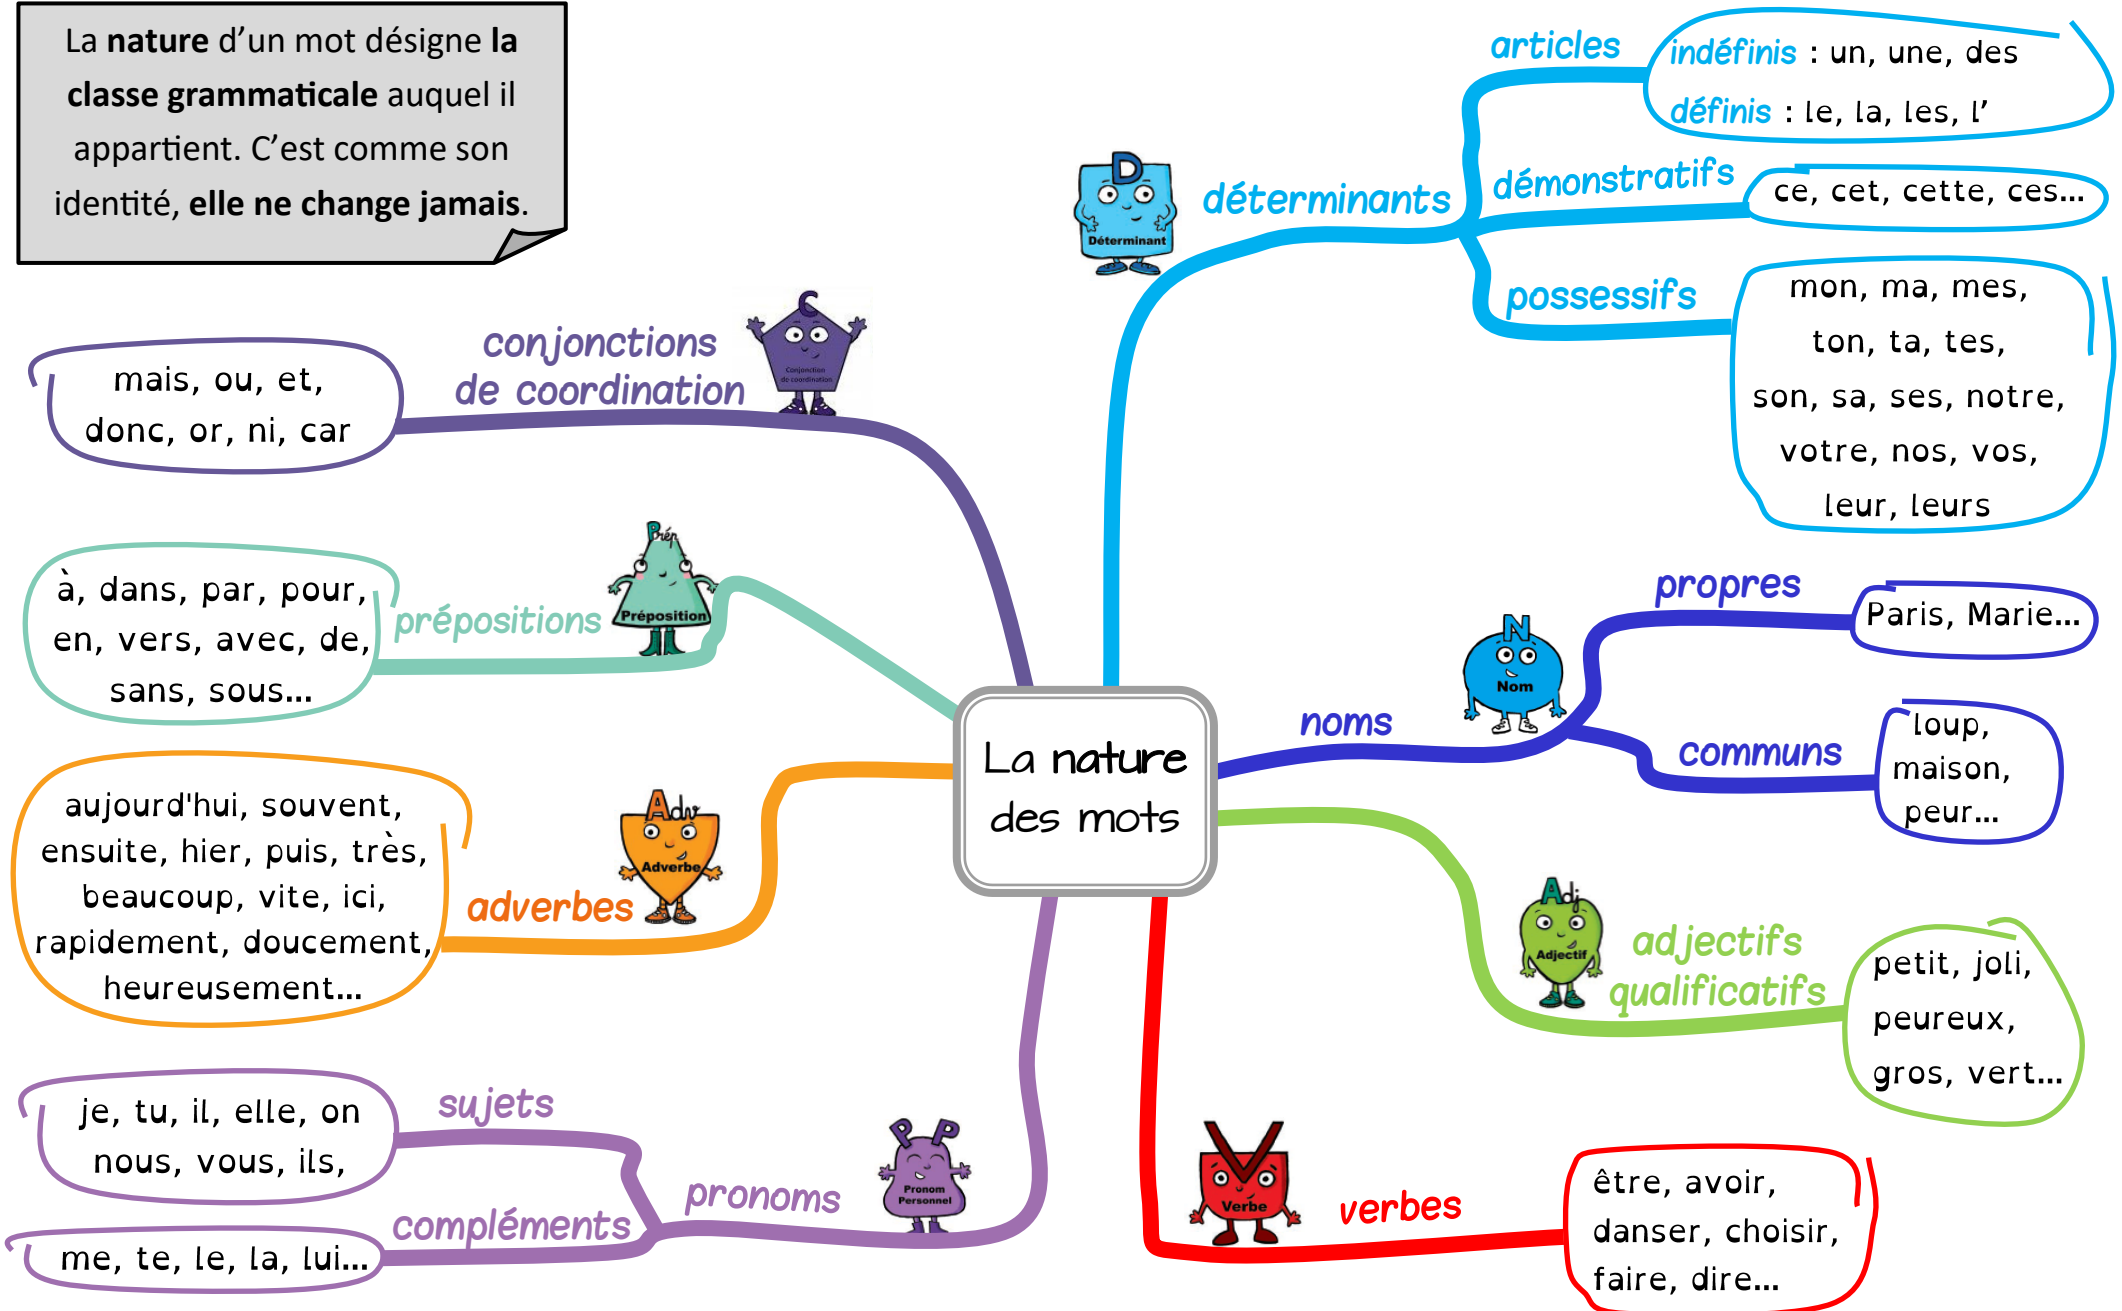 La nature d’un mot désigne la
classe grammaticale auquel il
appartient. C’est comme son
identité, elle ne change jamais.
La nature
des mots
D
Déterminant
déterminants
articles
indéfinis : un, une, des
définis : le, la, les, l’
démonstratifs
ce, cet, cette, ces...
possessifs
mon, ma, mes,
ton, ta, tes,
son, sa, ses, notre,
votre, nos, vos,
leur, leurs
N
Nom
noms
propres
Paris, Marie...
communs
loup,
maison,
peur...
Adj
Adjectif
adjectifs
qualificatifs
petit, joli,
peureux,
gros, vert...
V
Verbe
verbes
être, avoir,
danser, choisir,
faire, dire...
C
Conjonction
de coordination
conjonctions
de coordination
mais, ou, et,
donc, or, ni, car
Prép
Préposition
prépositions
à, dans, par, pour,
en, vers, avec, de,
sans, sous...
Adv
Adverbe
adverbes
aujourd'hui, souvent,
ensuite, hier, puis, très,
beaucoup, vite, ici,
rapidement, doucement,
heureusement...
P P
Pronom
Personnel
pronoms
sujets
je, tu, il, elle, on
nous, vous, ils,
compléments
me, te, le, la, lui...